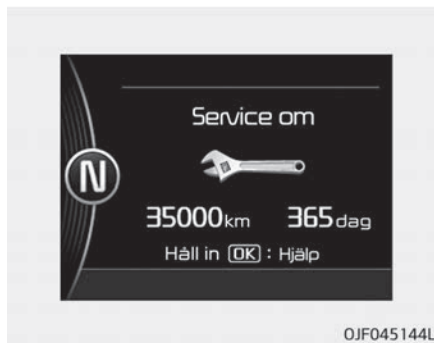 Service om
N
35000km 365dag
Håll in OK : Hjälp
OJF045144L